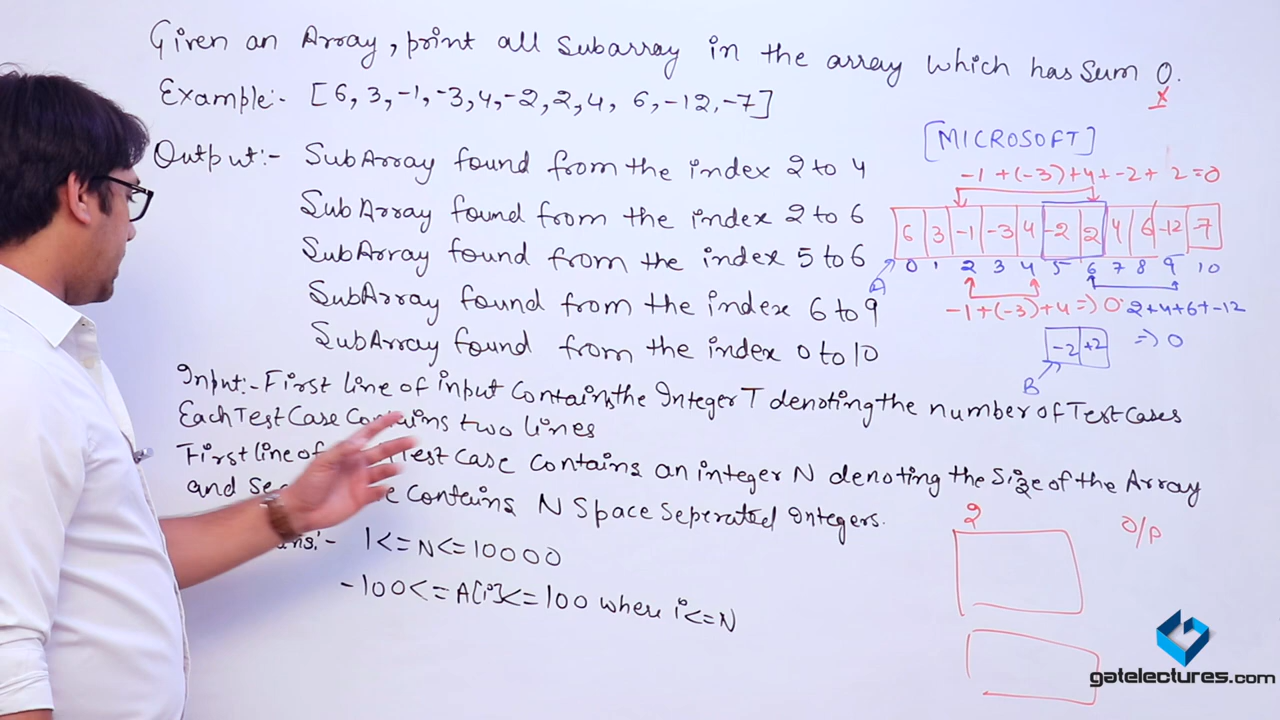 Given an Array, print all Subarray in the array which has Sum 0.
x
Example:- [6, 3, -1, -3, 4, -2, 2, 4, 6, -12, -7]
[MICROSOFT]
Output:- SubArray found from the index 2 to 4
SubArray found from the index 2 to 6
SubArray found from the index 5 to 6
SubArray found from the index 6 to 9
SubArray found from the index 0 to 10
-1 +(-3)+4+-2+ 2=0
6 3 -1 -3 4 -2 2 4 6 -12 -7
0 1 2 3 4 5 6 7 8 9 10
A
-1+(-3)+4=>0
2+4+6+-12
=> 0
-2 +2
B
Input:- First line of input Contains the Integer T denoting the number of Test Cases
Each Test Case Contains two lines
First line of Test Case Contains an integer N denoting the Size of the Array
and Contains N Space Seperated Integers.
1<=N<=10000
-100<=A[i]<=100 where i<=N
2
O/P
gatelectures.com